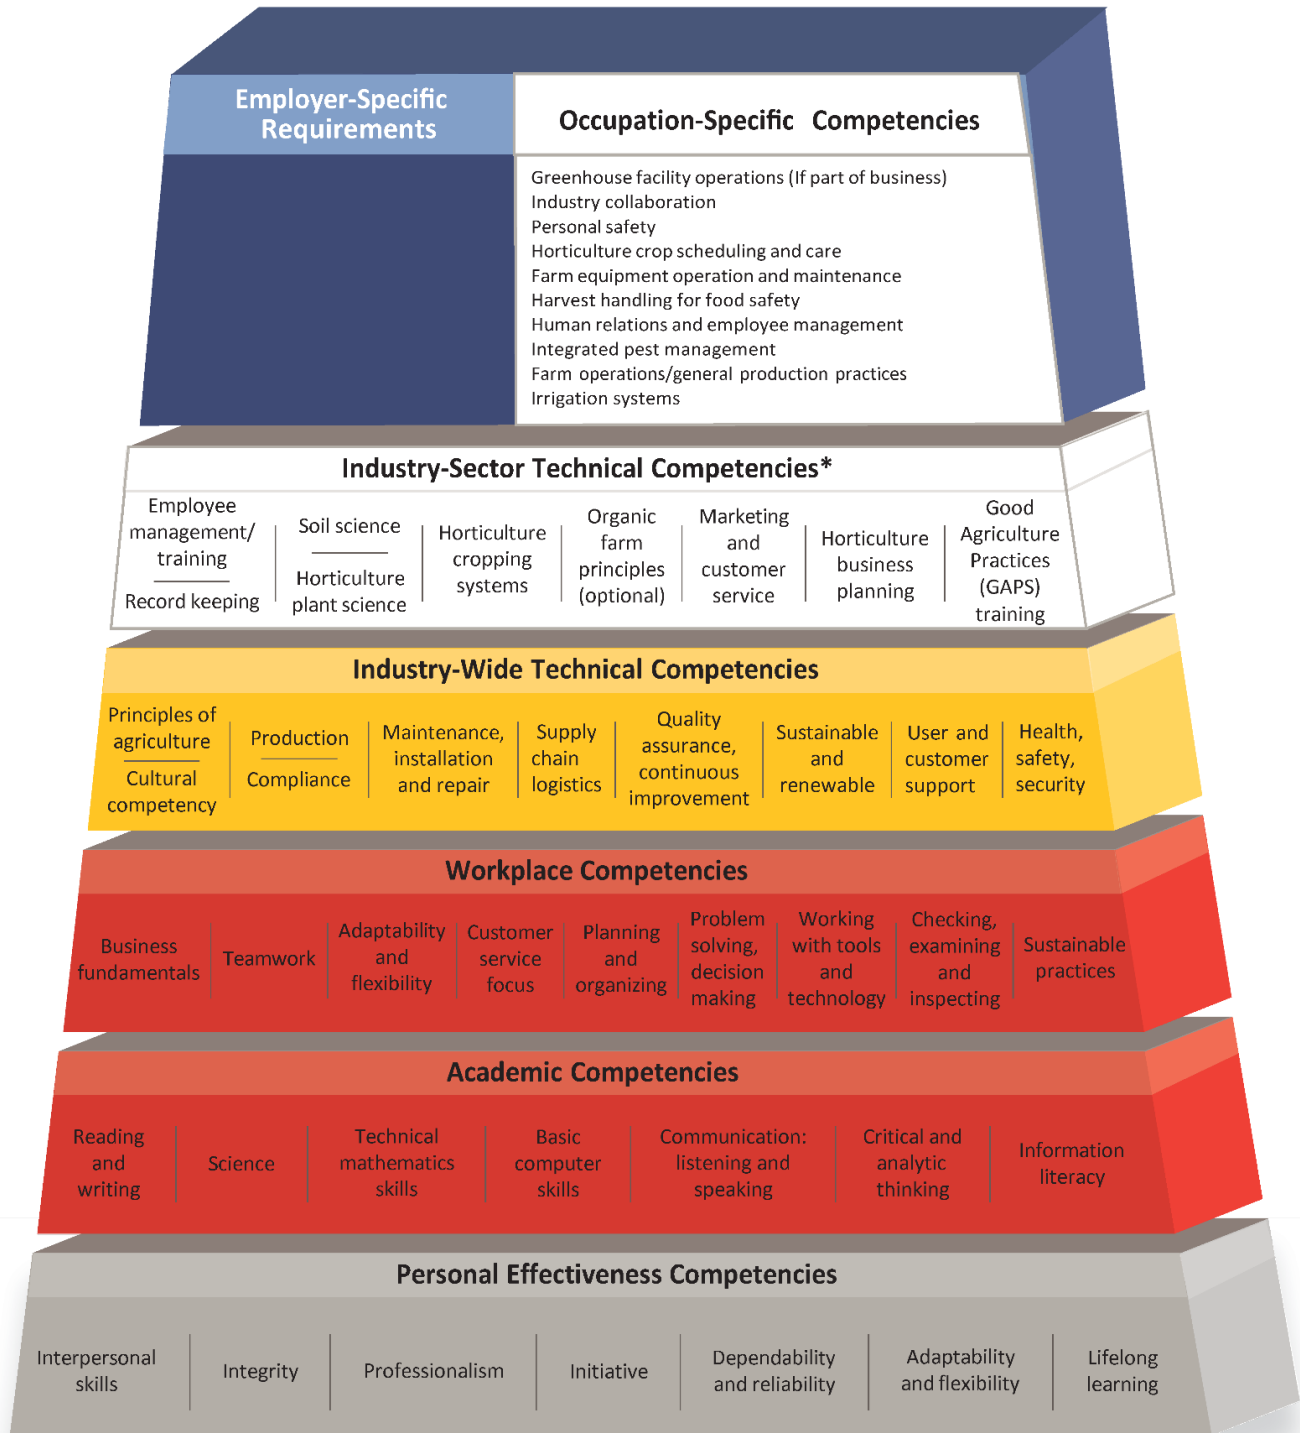 Employer-Specific
Requirements
Occupation-Specific Competencies
Greenhouse facility operations (If part of business)
Industry collaboration
Personal safety
Horticulture crop scheduling and care
Farm equipment operation and maintenance
Harvest handling for food safety
Human relations and employee management
Integrated pest management
Farm operations/general production practices
Irrigation systems
Industry-Sector Technical Competencies*
Employee
management/
training
Record keeping
Soil science
Horticulture
plant science
Horticulture
cropping
systems
Organic
farm
principles
(optional)
Marketing
and
customer
service
Horticulture
business
planning
Good
Agriculture
Practices
(GAPS)
training
Industry-Wide Technical Competencies
Principles of
agriculture
Cultural
competency
Production
Compliance
Maintenance,
installation
and repair
Supply
chain
logistics
Quality
assurance,
continuous
improvement
Sustainable
and
renewable
User and
customer
support
Health,
safety,
security
Workplace Competencies
Business
fundamentals
Teamwork
Adaptability
and
flexibility
Customer
service
focus
Planning
and
organizing
Problem
solving,
decision
making
Working
with tools
and
technology
Checking,
examining
and
inspecting
Sustainable
practices
Academic Competencies
Reading
and
writing
Science
Technical
mathematics
skills
Basic
computer
skills
Communication:
listening and
speaking
Critical and
analytic
thinking
Information
literacy
Personal Effectiveness Competencies
Interpersonal
skills
Integrity
Professionalism
Initiative
Dependability
and reliability
Adaptability
and flexibility
Lifelong
learning